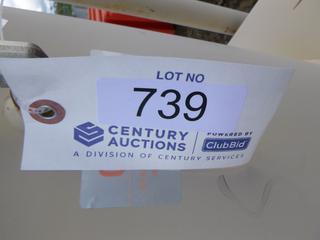 LOT NO
739
CENTURY AUCTIONS
POWERED BY
ClubBid
A DIVISION OF CENTURY SERVICES